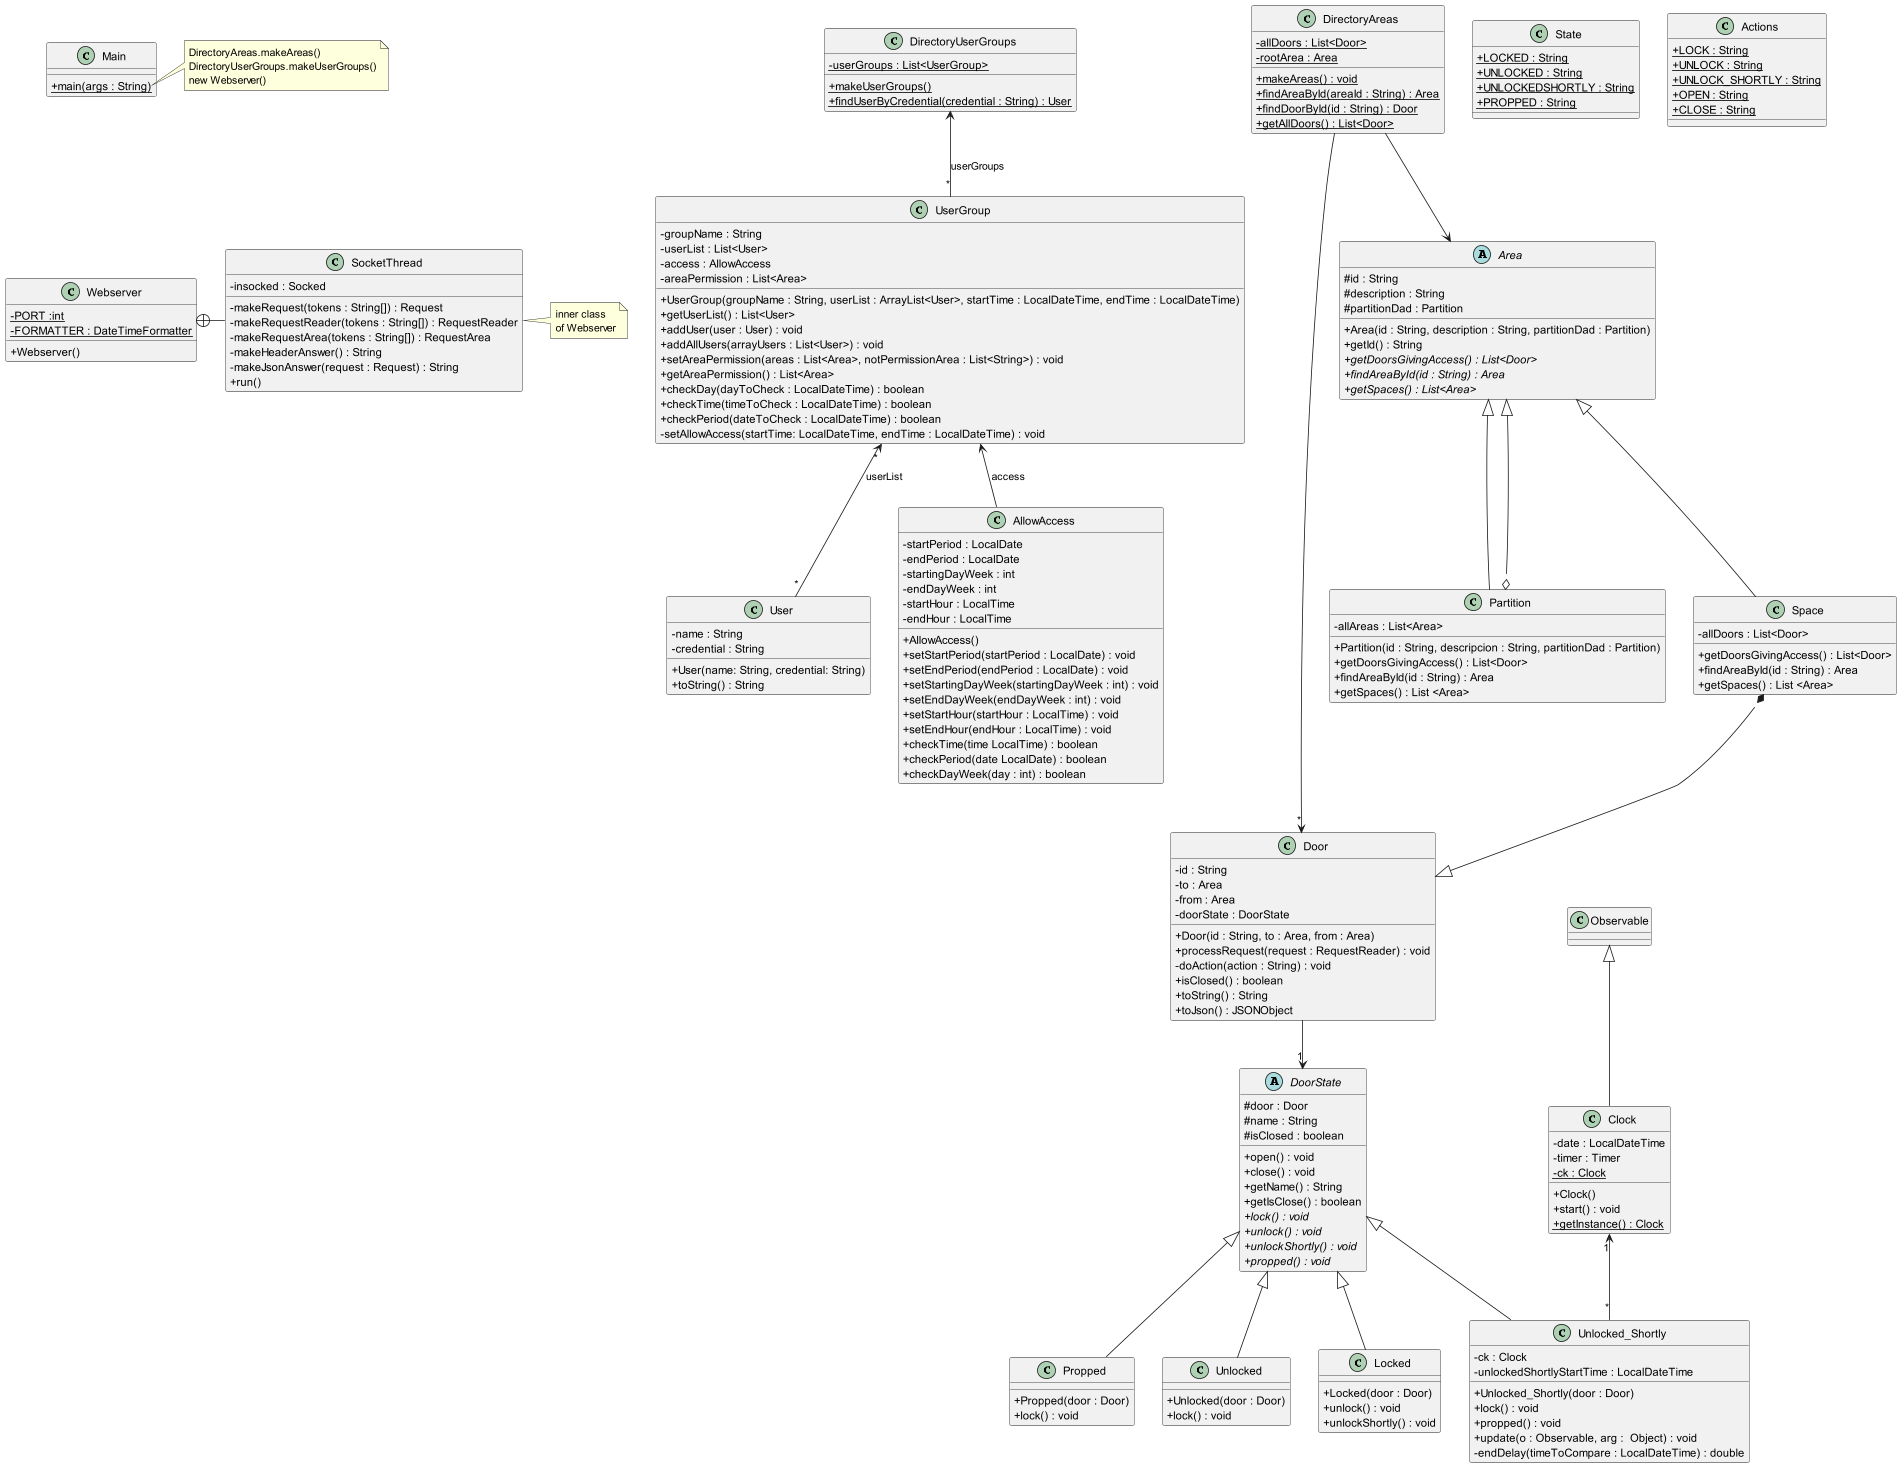 C Main
+main(args : String)
DirectoryAreas.makeAreas()
DirectoryUserGroups.makeUserGroups()
new Webserver()
C DirectoryUserGroups
-userGroups : List<UserGroup>
+makeUserGroups()
+findUserByCredential(credential : String) : User
C DirectoryAreas
-allDoors : List<Door>
-rootArea : Area
+makeAreas() : void
+findAreaById(areaId : String) : Area
+findDoorById(id : String) : Door
+getAllDoors() : List<Door>
C State
+LOCKED : String
+UNLOCKED : String
+UNLOCKEDSHORTLY : String
+PROPPED : String
C Actions
+LOCK : String
+UNLOCK : String
+UNLOCK_SHORTLY : String
+OPEN : String
+CLOSE : String
userGroups
*
C Webserver
-PORT :int
-FORMATTER : DateTimeFormatter
+Webserver()
C SocketThread
-insocked : Socked
-makeRequest(tokens : String[]) : Request
-makeRequestReader(tokens : String[]) : RequestReader
-makeRequestArea(tokens : String[]) : RequestArea
-makeHeaderAnswer() : String
-makeJsonAnswer(request : Request) : String
+run()
inner class
of Webserver
C UserGroup
-groupName : String
-userList : List<User>
-access : AllowAccess
-areaPermission : List<Area>
+UserGroup(groupName : String, userList : ArrayList<User>, startTime : LocalDateTime, endTime : LocalDateTime)
+getUserList() : List<User>
+addUser(user : User) : void
+addAllUsers(arrayUsers : List<User>) : void
+setAreaPermission(areas : List<Area>, notPermissionArea : List<String>) : void
+getAreaPermission() : List<Area>
+checkDay(dayToCheck : LocalDateTime) : boolean
+checkTime(timeToCheck : LocalDateTime) : boolean
+checkPeriod(dateToCheck : LocalDateTime) : boolean
-setAllowAccess(startTime: LocalDateTime, endTime : LocalDateTime) : void
A Area
#id : String
#description : String
#partitionDad : Partition
+Area(id : String, description : String, partitionDad : Partition)
+getId() : String
+getDoorsGivingAccess() : List<Door>
+findAreaById(id : String) : Area
+getSpaces() : List<Area>
*
userList
*
access
C User
-name : String
-credential : String
+User(name: String, credential: String)
+toString() : String
C AllowAccess
-startPeriod : LocalDate
-endPeriod : LocalDate
-startingDayWeek : int
-endDayWeek : int
-startHour : LocalTime
-endHour : LocalTime
+AllowAccess()
+setStartPeriod(startPeriod : LocalDate) : void
+setEndPeriod(endPeriod : LocalDate) : void
+setStartingDayWeek(startingDayWeek : int) : void
+setEndDayWeek(endDayWeek : int) : void
+setStartHour(startHour : LocalTime) : void
+setEndHour(endHour : LocalTime) : void
+checkTime(time LocalTime) : boolean
+checkPeriod(date LocalDate) : boolean
+checkDayWeek(day : int) : boolean
C Partition
-allAreas : List<Area>
+Partition(id : String, descripcion : String, partitionDad : Partition)
+getDoorsGivingAccess() : List<Door>
+findAreaById(id : String) : Area
+getSpaces() : List <Area>
C Space
-allDoors : List<Door>
+getDoorsGivingAccess() : List<Door>
+findAreaById(id : String) : Area
+getSpaces() : List <Area>
*
C Door
-id : String
-to : Area
-from : Area
-doorState : DoorState
+Door(id : String, to : Area, from : Area)
+processRequest(request : RequestReader) : void
-doAction(action : String) : void
+isClosed() : boolean
+toString() : String
+toJson() : JSONObject
C Observable
1
A DoorState
#door : Door
#name : String
#isClosed : boolean
+open() : void
+close() : void
+getName() : String
+getIsClose() : boolean
+lock() : void
+unlock() : void
+unlockShortly() : void
+propped() : void
C Clock
-date : LocalDateTime
-timer : Timer
-ck : Clock
+Clock()
+start() : void
+getInstance() : Clock
1
*
C Propped
+Propped(door : Door)
+lock() : void
C Unlocked
+Unlocked(door : Door)
+lock() : void
C Locked
+Locked(door : Door)
+unlock() : void
+unlockShortly() : void
C Unlocked_Shortly
-ck : Clock
-unlockedShortlyStartTime : LocalDateTime
+Unlocked_Shortly(door : Door)
+lock() : void
+propped() : void
+update(o : Observable, arg :  Object) : void
-endDelay(timeToCompare : LocalDateTime) : double